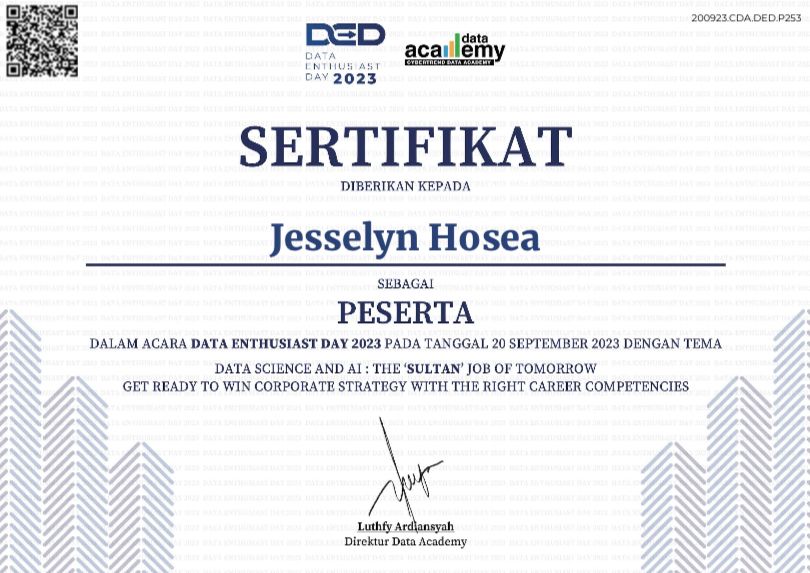 200923.CDA.DED.P253
DED
DATA
ENTHUSIAST
DAY 2023
data
academy
CYBERTREND DATA ACADEMY
SERTIFIKAT
DIBERIKAN KEPADA
Jesselyn Hosea
SEBAGAI
PESERTA
DALAM ACARA DATA ENTHUSIAST DAY 2023 PADA TANGGAL 20 SEPTEMBER 2023 DENGAN TEMA
DATA SCIENCE AND AI : THE ‘SULTAN’ JOB OF TOMORROW
GET READY TO WIN CORPORATE STRATEGY WITH THE RIGHT CAREER COMPETENCIES
Luthfy Ardiansyah
Direktur Data Academy